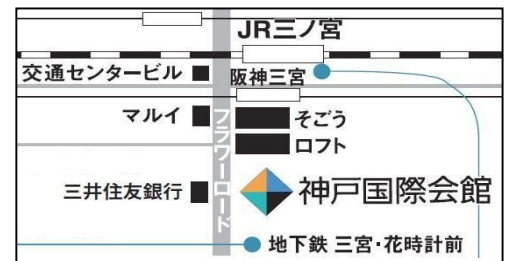 JR三ノ宮
交通センタービル
阪神三宮
マルイ
そごう
ロフト
フラワーロード
三井住友銀行
神戸国際会館
地下鉄 三宮・花時計前